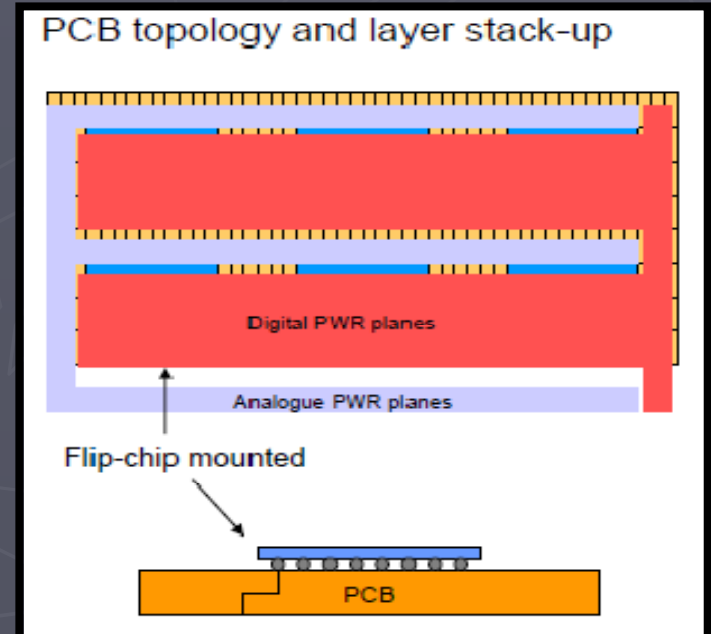 PCB topology and layer stack-up
Digital PWR planes
Analogue PWR planes
Flip-chip mounted
PCB